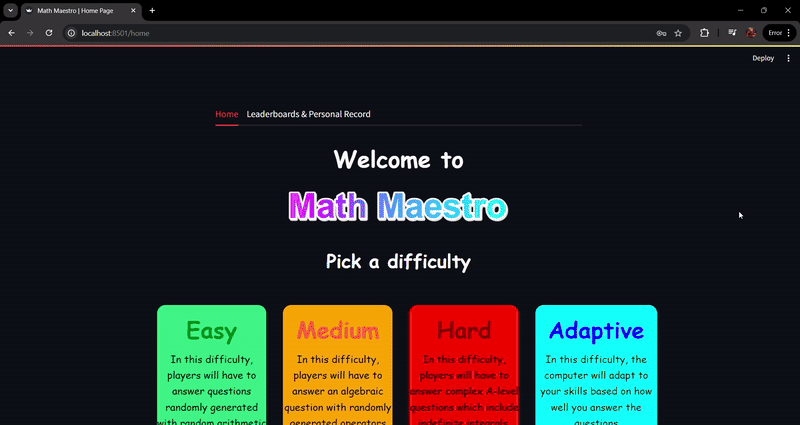 Math Maestro | Home Page
localhost:8501/home
Error
Deploy
Home Leaderboards & Personal Record
Welcome to
Math Maestro
Pick a difficulty
Easy
In this difficulty,
players will have to
answer questions
randomly generated
with random arithmetic
Medium
In this difficulty,
players will have to
answer an algebraic
question with randomly
generated operators
Hard
In this difficulty,
players will have to
answer complex A-level
questions which include
indefinite integrals
Adaptive
In this difficulty, the
computer will adapt to
your skills based on how
well you answer the
questions